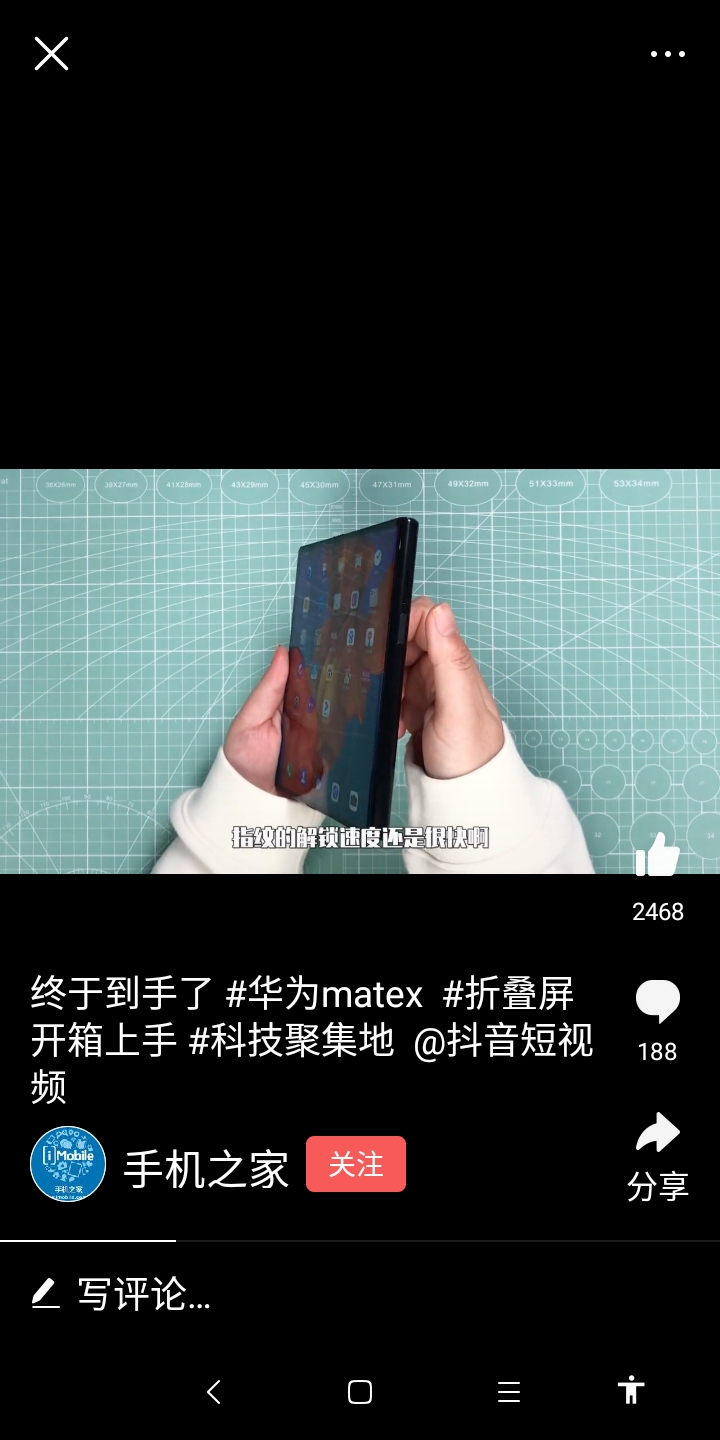 36X26mm
39X27mm
41X28mm
43X29mm
45X30mm
47X31mm
49X32mm
51X33mm
53X34mm
指纹的解锁速度还是很快啊
2468
终于到手了 #华为matex #折叠屏
开箱上手 #科技聚集地 @抖音短视
频
188
iMobile
手机之家
手机之家
关注
分享
写评论...